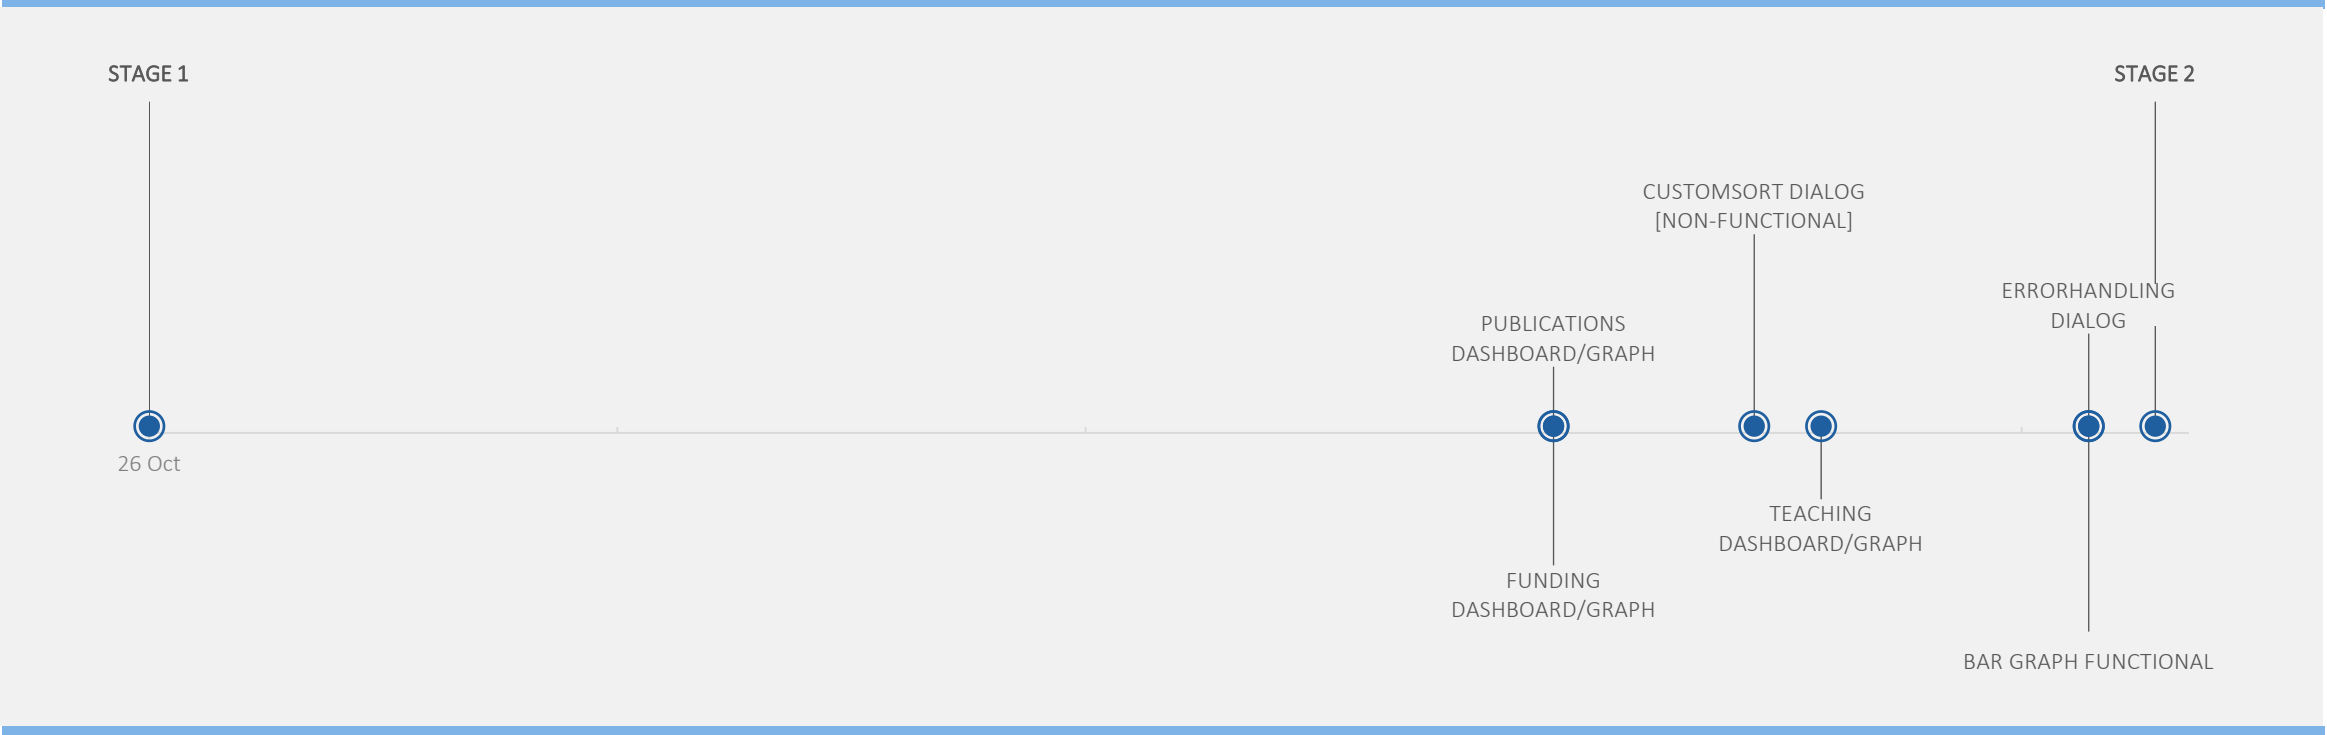 STAGE 1
STAGE 2
CUSTOMSORT DIALOG
[NON-FUNCTIONAL]
ERRORHANDLING
DIALOG
PUBLICATIONS
DASHBOARD/GRAPH
26 Oct
TEACHING
DASHBOARD/GRAPH
FUNDING
DASHBOARD/GRAPH
BAR GRAPH FUNCTIONAL